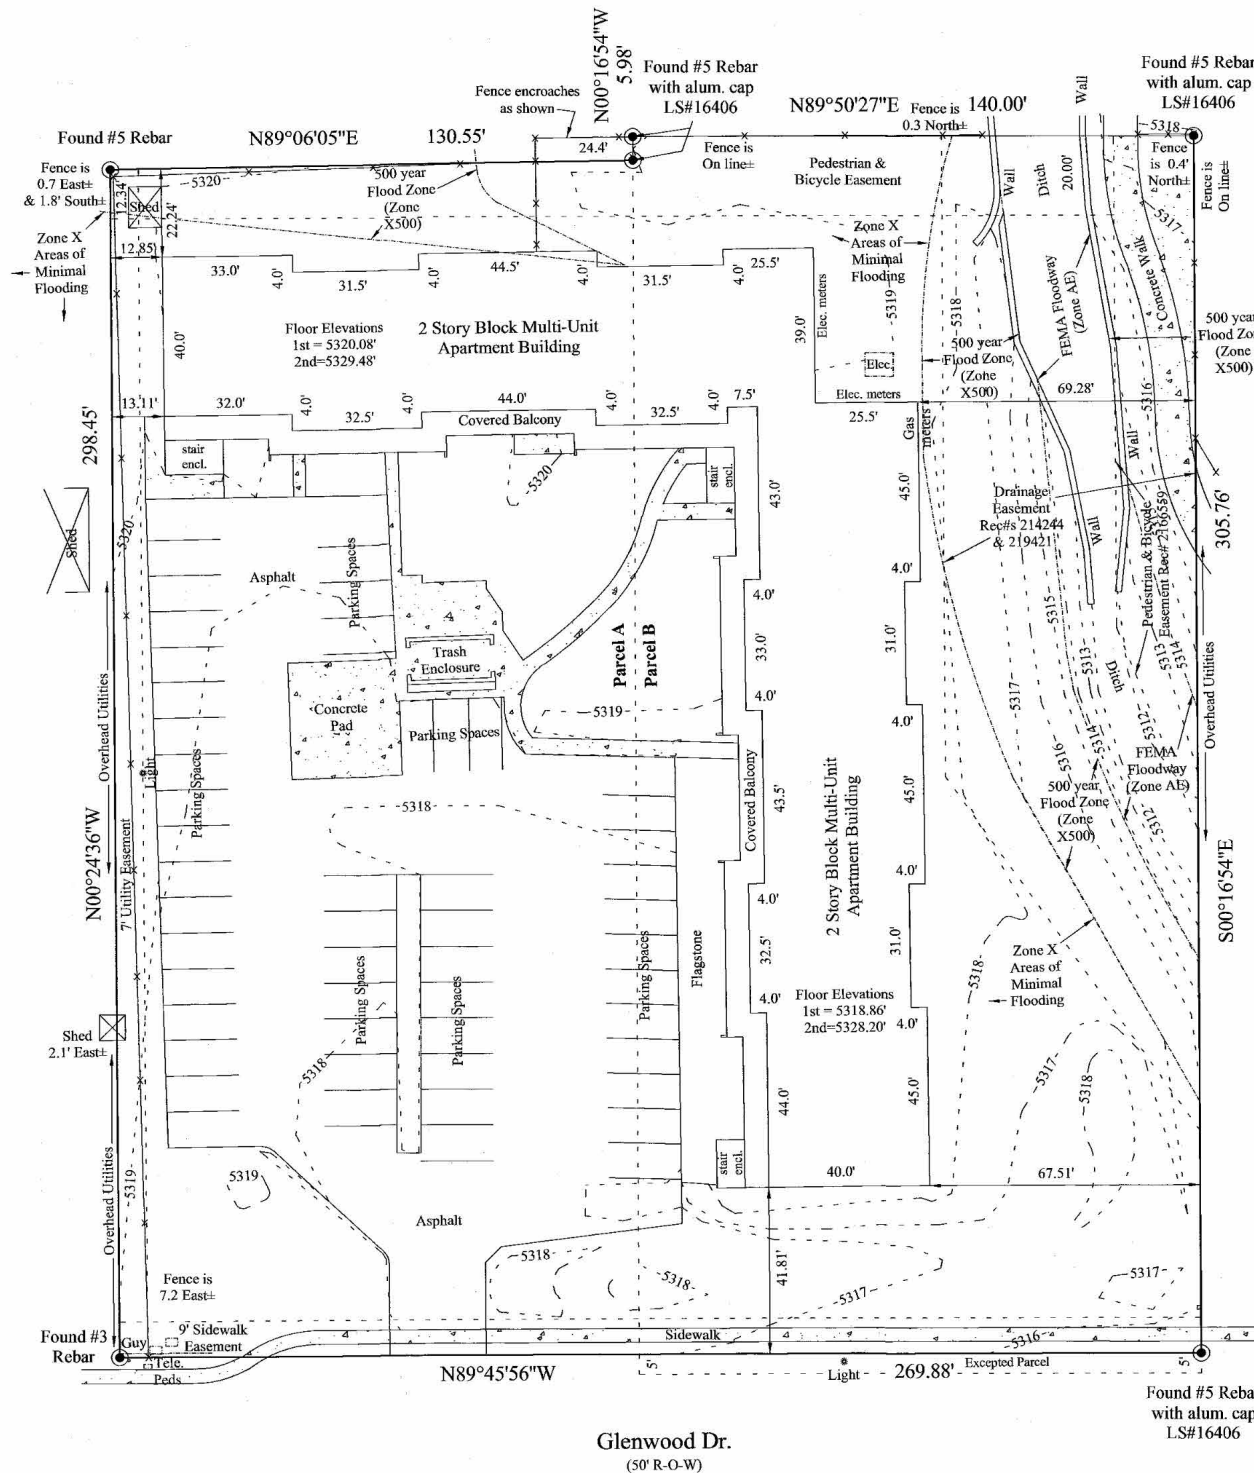 N00°16'54"W
5.98'
Found #5 Rebar
with alum. cap
LS#16406
Found #5 Rebar
with alum. cap
LS#16406
Fence encroaches
as shown
N89°50'27"E 140.00'
Fence is
0.3 North±
Wall
5318
Found #5 Rebar
N89°06'05"E 130.55'
24.4'
Fence is
On line±
Pedestrian &
Bicycle Easement
Fence is
0.7 East±
& 1.8' South±
12.34'
Shed
22.24'
5320
500 year
Flood Zone
(Zone
X500)
Wall
Ditch
20.00'
Fence
is 0.4'
North±
Fence is
On line±
5317
Zone X
Areas of
Minimal
Flooding
12.85'
33.0'
4.0'
31.5'
4.0'
44.5'
4.0'
31.5'
4.0'
25.5'
Zone X
Areas of
Minimal
Flooding
5319
5318
Concrete Walk
FEMA Floodway
(Zone AE)
Elec. meters
39.0'
40.0'
Floor Elevations
1st = 5320.08'
2nd=5329.48'
2 Story Block Multi-Unit
Apartment Building
Elec.
500 year
Flood Zone
(Zone
X500)
500 year
Flood Zo
(Zone
X500)
69.28'
5316
13.11'
32.0'
4.0'
32.5'
4.0'
44.0'
4.0'
32.5'
4.0'
7.5'
Elec. meters
25.5'
Covered Balcony
Gas
meters
298.45'
stair
encl.
5320
stair
encl.
43.0'
45.0'
Wall
Drainage
Easement
Rec#s 214244
& 219421
Wall
Pedestrian & Bicycle
Easement Rec# 2166559
305.76'
Shed
5320
Asphalt
Parking Spaces
4.0'
4.0'
5315
Parcel A
Parcel B
33.0'
31.0'
5313
Ditch
5313
5314
Overhead Utilities
Trash
Enclosure
Overhead Utilities
Concrete
Pad
5319
4.0'
4.0'
5317
5316
5314
5312
FEMA
Floodway
(Zone AE)
Parking Spaces
Light
Parking Spaces
Covered Balcony
43.5'
2 Story Block Multi-Unit
Apartment Building
45.0'
500 year
Flood Zone
(Zone
X500)
5312
5318
N00°24'36"W
7' Utility Easement
4.0'
4.0'
S00°16'54"E
Parking Spaces
Parking Spaces
Parking Spaces
Flagstone
32.5'
31.0'
Zone X
Areas of
Minimal
Flooding
5318
4.0'
Floor Elevations
1st = 5318.86'
2nd=5328.20'
4.0'
Shed
2.1' East±
5318
5317
5318
44.0'
45.0'
Overhead Utilities
5319
5319
stair
encl.
40.0'
67.51'
Asphalt
41.81'
5318
5318
5317
5317
Fence is
7.2 East±
Found #3
Rebar
Guy
9' Sidewalk
Easement
Sidewalk
5316
Tele.
Peds.
N89°45'56"W
5'
Light
269.88'
Excepted Parcel
5'
Found #5 Reba
with alum. cap
LS#16406
Glenwood Dr.
(50' R-O-W)